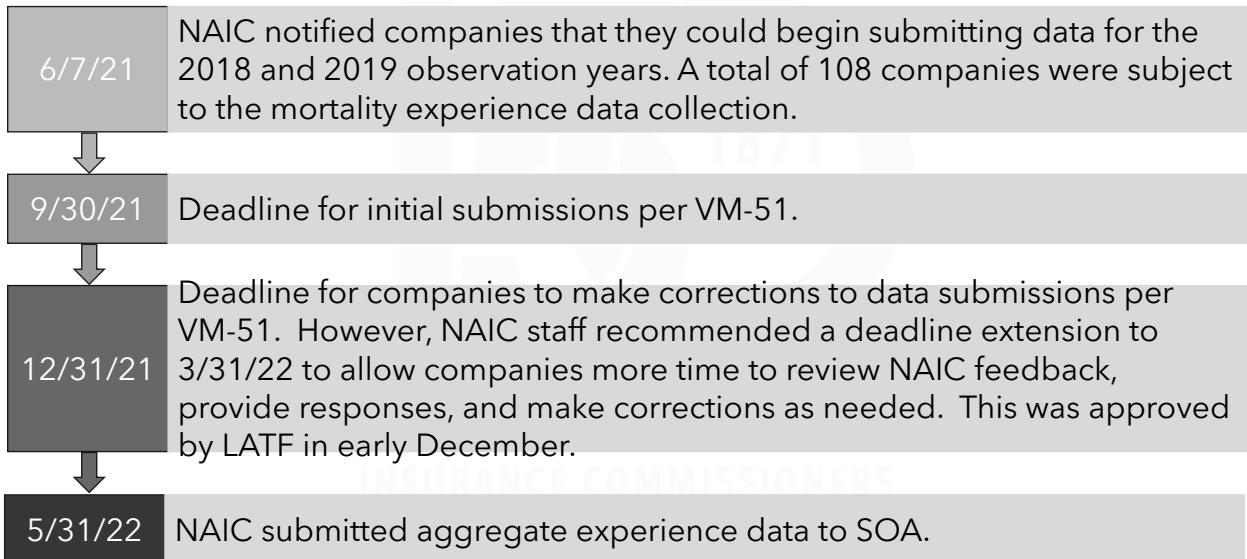 6/7/21
NAIC notified companies that they could begin submitting data for the
2018 and 2019 observation years. A total of 108 companies were subject
to the mortality experience data collection.
1871
9/30/21
Deadline for initial submissions per VM-51.
12/31/21
Deadline for companies to make corrections to data submissions per
VM-51. However, NAIC staff recommended a deadline extension to
3/31/22 to allow companies more time to review NAIC feedback,
provide responses, and make corrections as needed. This was approved
by LATF in early December.
INSURANCE COMMISSIONERS
5/31/22
NAIC submitted aggregate experience data to SOA.